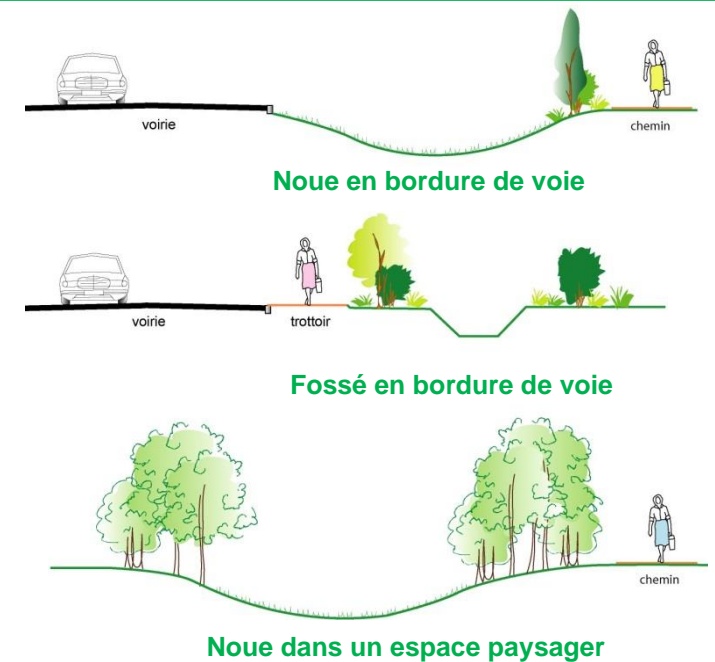 voirie
chemin
Noue en bordure de voie
voirie
trottoir
Fossé en bordure de voie
chemin
Noue dans un espace paysager